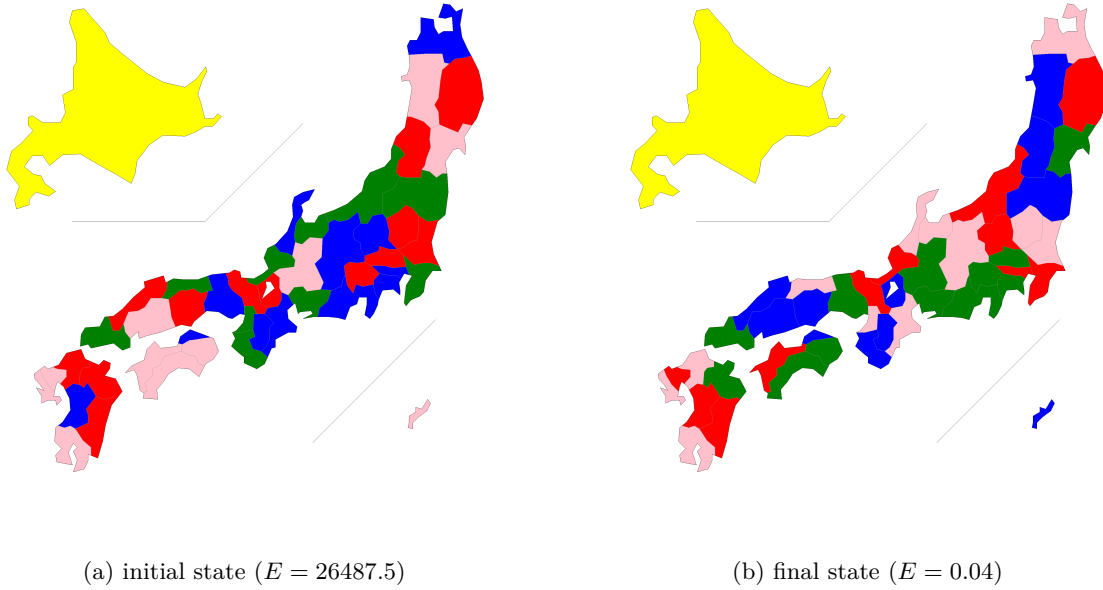 (a) initial state (E = 26487.5)
(b) final state (E = 0.04)